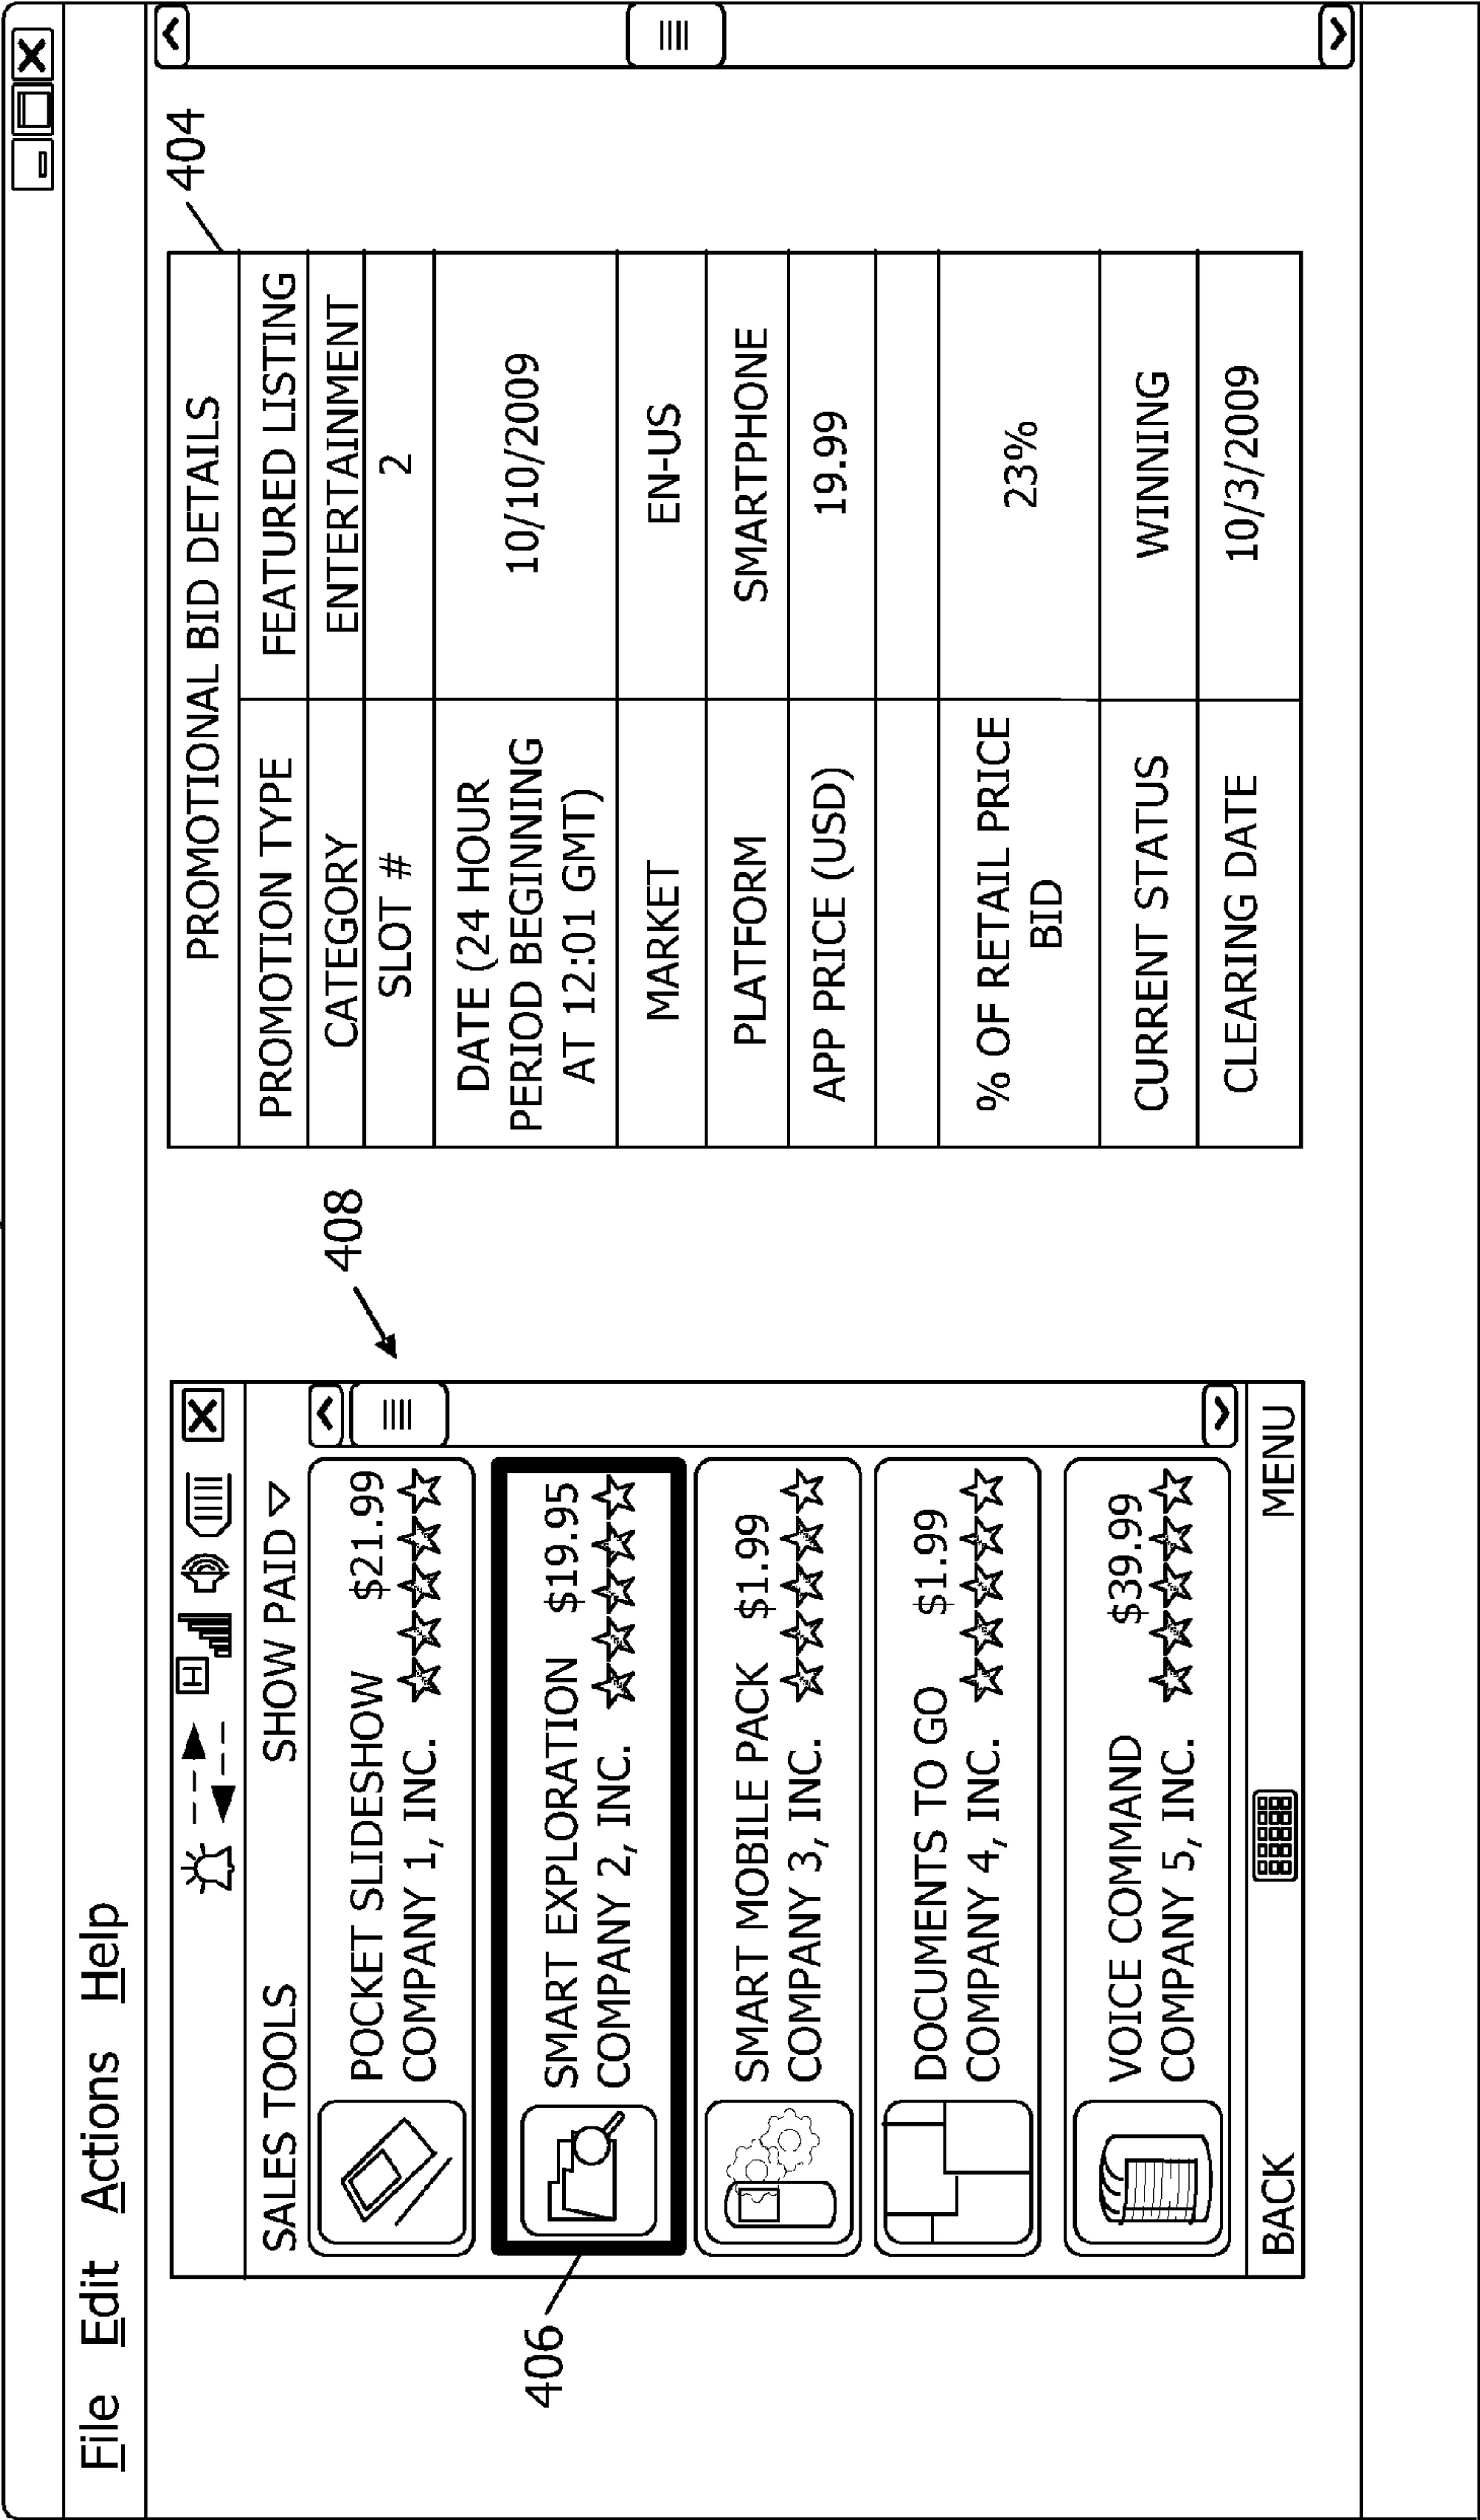 File Edit Actions Help
SALES TOOLS SHOW PAID
H
POCKET SLIDESHOW $21.99
COMPANY 1, INC.
SMART EXPLORATION $19.95
COMPANY 2, INC.
SMART MOBILE PACK $1.99
COMPANY 3, INC.
DOCUMENTS TO GO $1.99
COMPANY 4, INC.
VOICE COMMAND $39.99
COMPANY 5, INC.
BACK MENU
406
408
404
PROMOTIONAL BID DETAILS
PROMOTION TYPE FEATURED LISTING
CATEGORY ENTERTAINMENT
SLOT # 2
DATE (24 HOUR
PERIOD BEGINNING 10/10/2009
AT 12:01 GMT)
MARKET EN-US
PLATFORM SMARTPHONE
APP PRICE (USD) 19.99
% OF RETAIL PRICE 23%
BID
CURRENT STATUS WINNING
CLEARING DATE 10/3/2009